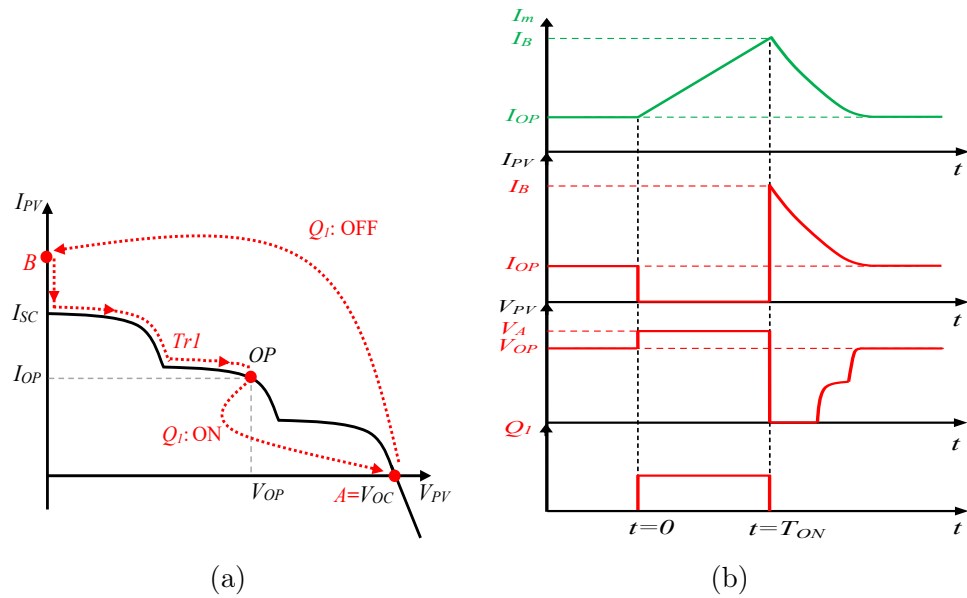 I_PV
Q_1: OFF
B
I_SC
Tr1
OP
I_OP
Q_1: ON
V_OP
A=V_OC
V_PV
(a)
I_m
I_B
I_OP
t
I_PV
I_B
I_OP
t
V_PV
V_A
V_OP
t
Q_1
t=0
t=T_ON
t
(b)